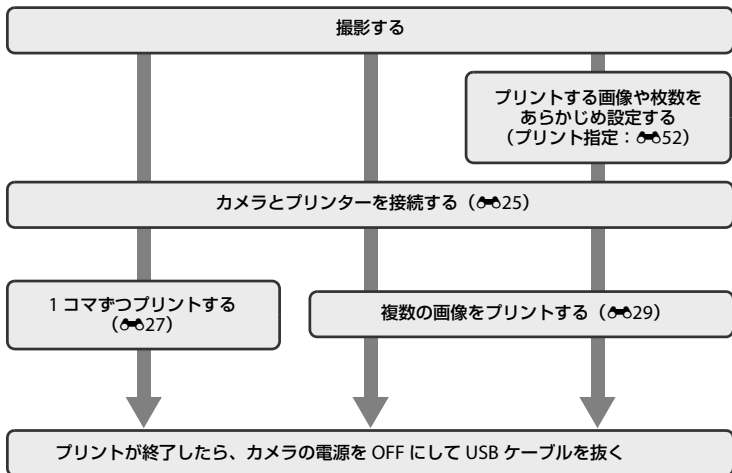 撮影する
プリントする画像や枚数を
あらかじめ設定する
（プリント指定：52）
カメラとプリンターを接続する（25）
1 コマずつプリントする
（27）
複数の画像をプリントする（29）
プリントが終了したら、カメラの電源を OFF にして USB ケーブルを抜く